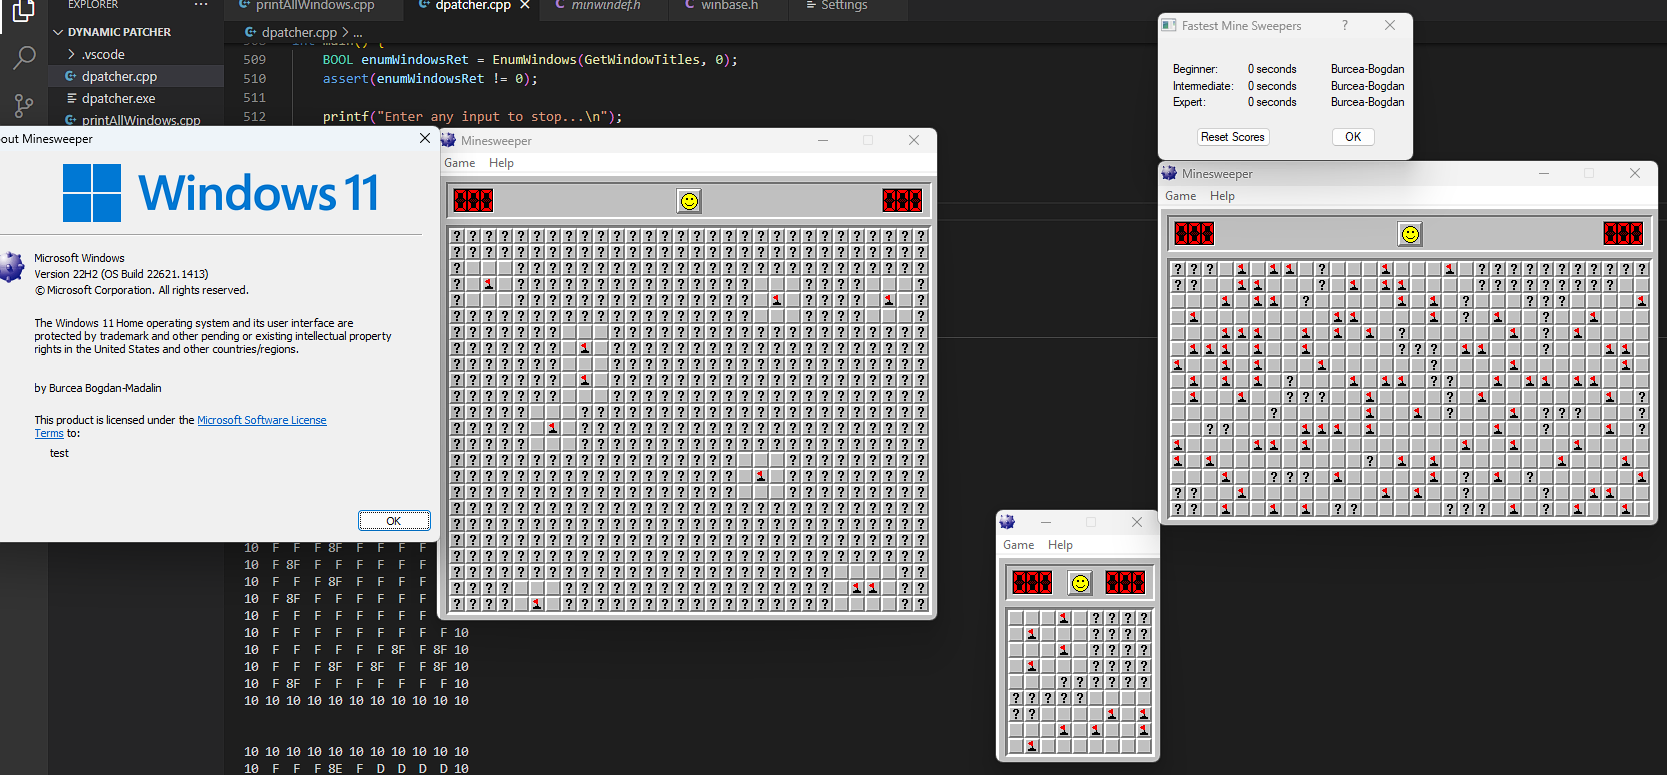 EXPLORER
...
printAllWindows.cpp
dpatcher.cpp
minwindef.h
winbase.h
Settings
DYNAMIC PATCHER
.vscode
dpatcher.cpp
dpatcher.exe
printAllWindows.cpp
dpatcher.cpp > ...
509 BOOL enumWindowsRet = EnumWindows(GetWindowTitles, 0);
510 assert(enumWindowsRet != 0);
511
512 printf("Enter any input to stop...\n");
out Minesweeper
Windows 11
Microsoft Windows
Version 22H2 (OS Build 22621.1413)
© Microsoft Corporation. All rights reserved.
The Windows 11 Home operating system and its user interface are
protected by trademark and other pending or existing intellectual property
rights in the United States and other countries/regions.
by Burcea Bogdan-Madalin
This product is licensed under the Microsoft Software License
Terms to:
test
OK
Minesweeper
Game Help
Fastest Mine Sweepers ?
Beginner: 0 seconds Burcea-Bogdan
Intermediate: 0 seconds Burcea-Bogdan
Expert: 0 seconds Burcea-Bogdan
Reset Scores OK
Minesweeper
Game Help
Game Help
10 F F F 8F F F F F
10 F 8F F F F F F F
10 F F F 8F F F F F
10 F 8F F F F F F F
10 F F F F F F F F
10 F F F F F F F F F 10
10 F F F F F F 8F F 8F 10
10 F F F 8F F 8F F F 8F 10
10 F 8F F F F F F F F 10
10 10 10 10 10 10 10 10 10 10 10
10 10 10 10 10 10 10 10 10 10 10
10 F F F 8E F D D D D 10